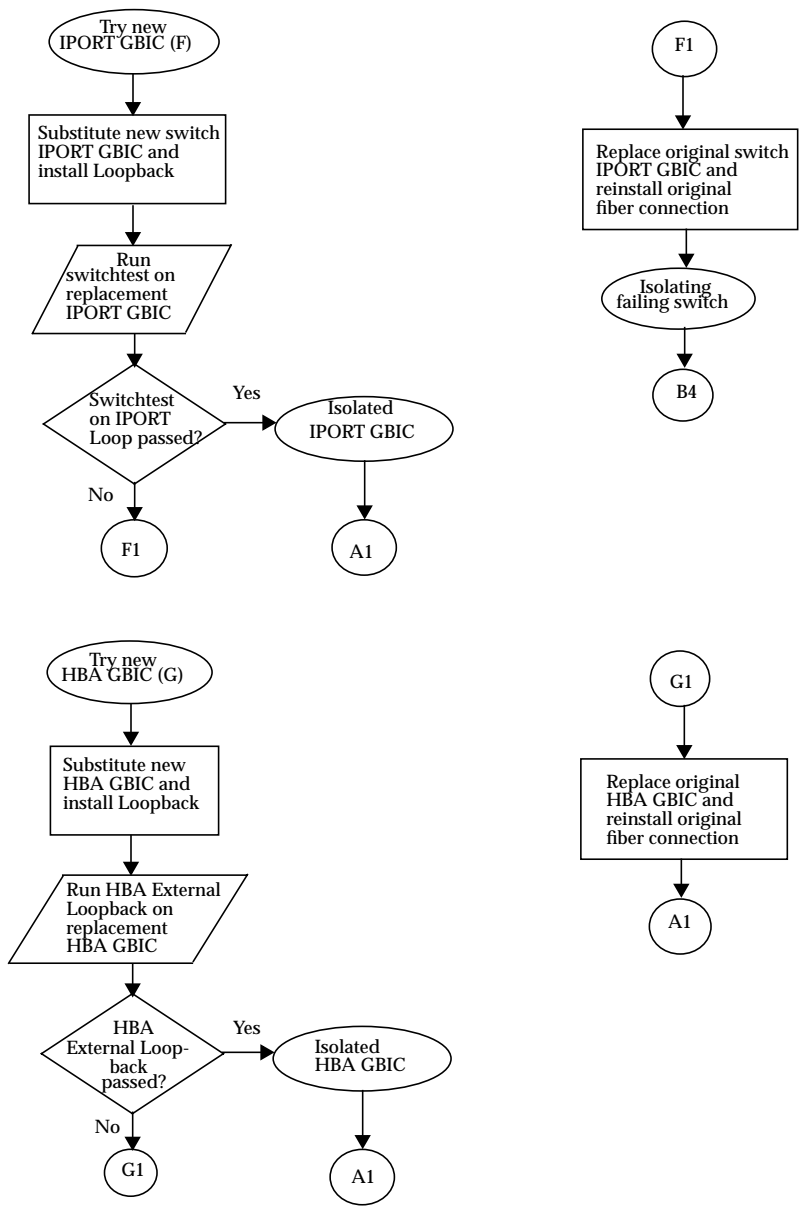 Try new
IPORT GBIC (F)
Substitute new switch
IPORT GBIC and
install Loopback
Run
switchtest on
replacement
IPORT GBIC
Switchtest
on IPORT
Loop passed?
Yes
Isolated
IPORT GBIC
No
F1
A1
F1
Replace original switch
IPORT GBIC and
reinstall original
fiber connection
Isolating
failing switch
B4
Try new
HBA GBIC (G)
Substitute new
HBA GBIC and
install Loopback
Run HBA External
Loopback on
replacement
HBA GBIC
HBA
External Loop-
back
passed?
Yes
Isolated
HBA GBIC
No
G1
A1
G1
Replace original
HBA GBIC and
reinstall original
fiber connection
A1